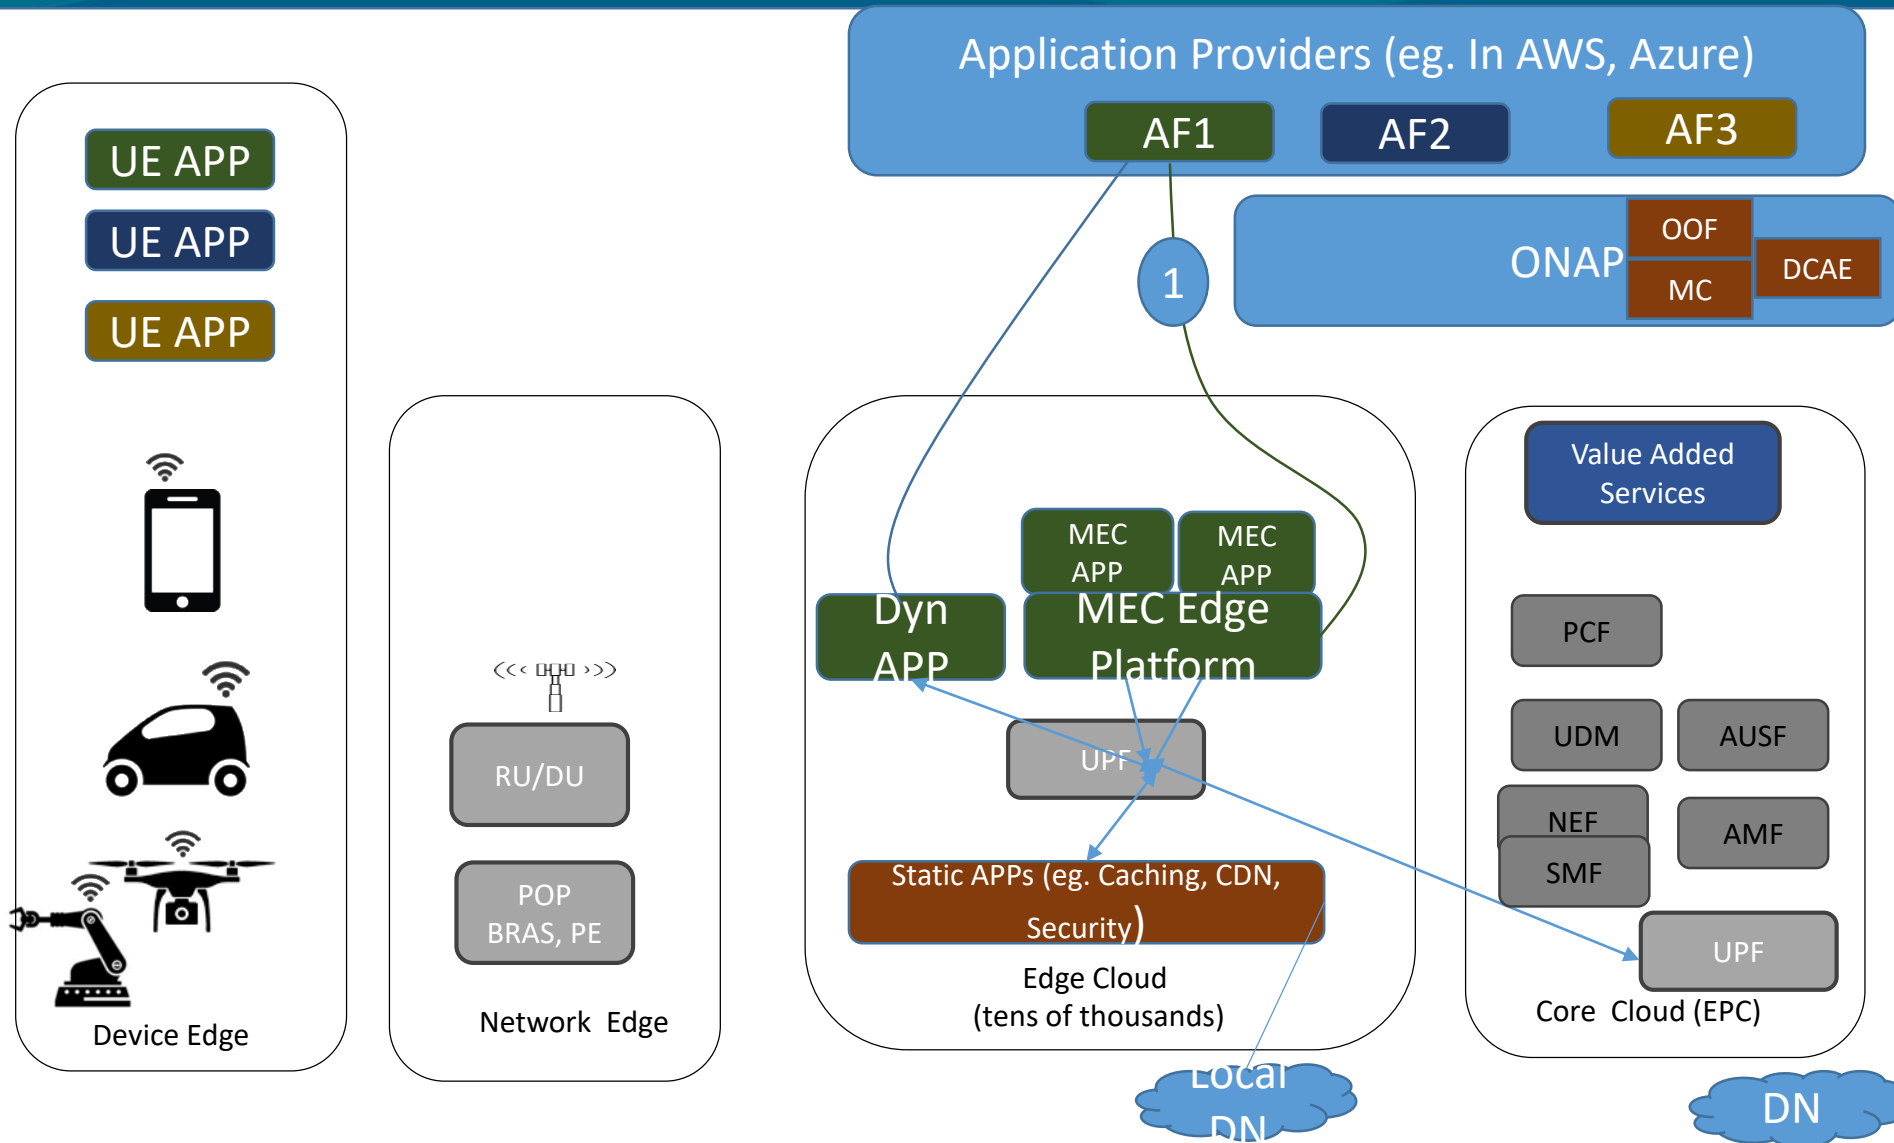 Application Providers (eg. In AWS, Azure)
AF1
AF2
AF3
UE APP
UE APP
UE APP
ONAP
OOF
MC
DCAE
1
Device Edge
RU/DU
POP
BRAS, PE
Network Edge
MEC
APP
MEC
APP
Dyn
APP
MEC Edge
Platform
UPF
Static APPs (eg. Caching, CDN,
Security)
Edge Cloud
(tens of thousands)
Local
DN
Value Added
Services
PCF
UDM
AUSF
NEF
SMF
AMF
UPF
Core Cloud (EPC)
DN